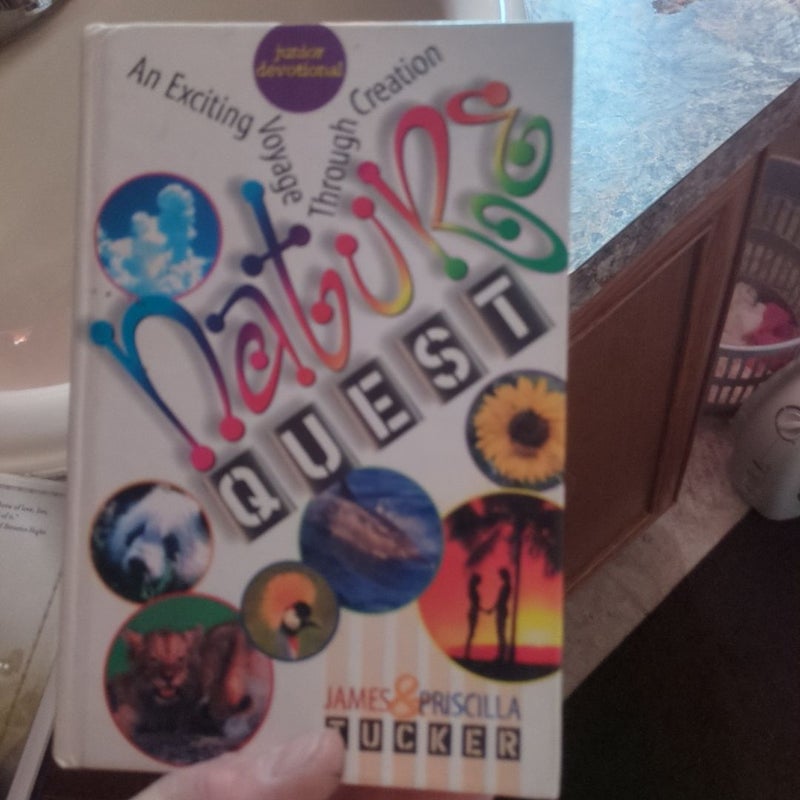 junior
devotional
An Exciting
Voyage
Through Creation
nature
QUEST
JAMES & PRISCILLA
TUCKER